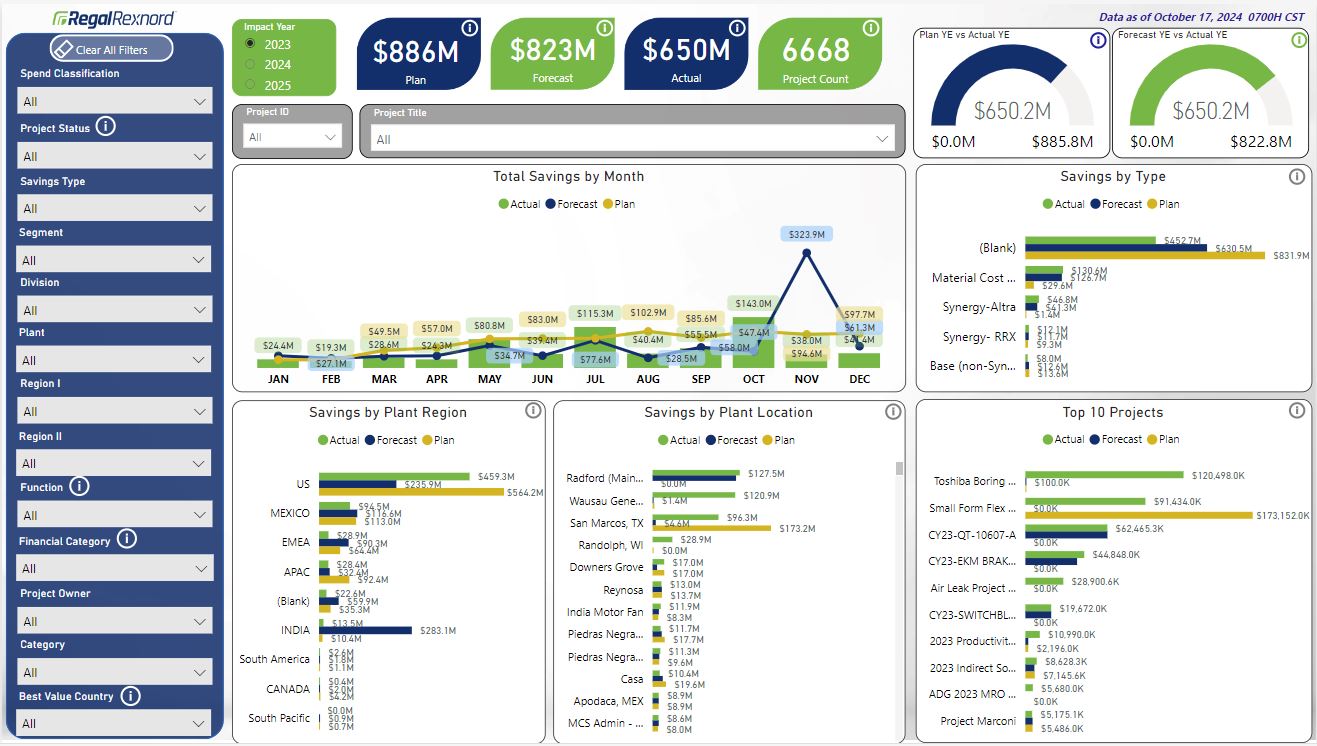 RegalRexnord
Clear All Filters
Spend Classification
All
Project Status
All
Savings Type
All
Segment
All
Division
All
Plant
All
Region I
All
Region II
All
Function
All
Financial Category
All
Project Owner
All
Category
All
Best Value Country
All
Impact Year
2023
2024
2025
$886M
Plan
$823M
Forecast
$650M
Actual
6668
Project Count
Data as of October 17, 2024 0700H CST
Plan YE vs Actual YE
$650.2M
$0.0M $885.8M
Forecast YE vs Actual YE
$650.2M
$0.0M $822.8M
Project ID
All
Project Title
All
Total Savings by Month
Actual Forecast Plan
$323.9M
$143.0M
$115.3M $102.9M $97.7M
$49.5M $57.0M $80.8M $83.0M $85.6M
$61.3M
$24.4M $19.3M $28.6M $24.3M $39.4M $40.4M $55.5M $47.4M $38.0M $41.4M
$27.1M $34.7M $77.6M $28.5M $58.0M $94.6M
JAN FEB MAR APR MAY JUN JUL AUG SEP OCT NOV DEC
Savings by Type
Actual Forecast Plan
(Blank) $452.7M
$630.5M
$831.9M
Material Cost ... $130.6M
$126.7M
$29.6M
Synergy-Altra $46.8M
$41.3M
$1.4M
Synergy- RRX $12.1M
$11.7M
$9.3M
Base (non-Syn... $8.0M
$12.6M
$13.6M
Savings by Plant Region
Actual Forecast Plan
US $459.3M
$235.9M
$564.2M
MEXICO $94.5M
$116.6M
$113.0M
EMEA $28.9M
$90.3M
$64.4M
APAC $28.4M
$32.4M
$92.4M
(Blank) $22.6M
$59.9M
$35.3M
INDIA $13.5M
$283.1M
$10.4M
South America $2.6M
$1.8M
$1.1M
CANADA $0.4M
$2.0M
$4.2M
South Pacific $0.0M
$0.9M
$0.7M
Savings by Plant Location
Actual Forecast Plan
Radford (Main... $127.5M
$0.0M
Wausau Gene... $120.9M
$1.4M
San Marcos, TX $96.3M
$4.6M
$173.2M
Randolph, WI $28.9M
$0.0M
Downers Grove $17.0M
$17.0M
Reynosa $13.0M
$13.7M
India Motor Fan $11.9M
$8.3M
Piedras Negra... $11.7M
$17.7M
Piedras Negra... $11.3M
$9.6M
Casa $10.4M
$19.6M
Apodaca, MEX $8.9M
$8.9M
MCS Admin - ... $8.6M
$8.0M
Top 10 Projects
Actual Forecast Plan
Toshiba Boring ... $120,498.0K
$100.0K
Small Form Flex ... $91,434.0K
$0.0K
$173,152.0K
CY23-QT-10607-A $62,465.3K
$0.0K
CY23-EKM BRAK... $44,848.0K
$0.0K
Air Leak Project ... $28,900.6K
$0.0K
CY23-SWITCHBL... $19,672.0K
$0.0K
2023 Productivit... $10,990.0K
$2,196.0K
2023 Indirect So... $8,628.3K
$7,145.6K
ADG 2023 MRO ... $5,680.0K
$0.0K
Project Marconi $5,175.1K
$5,486.0K